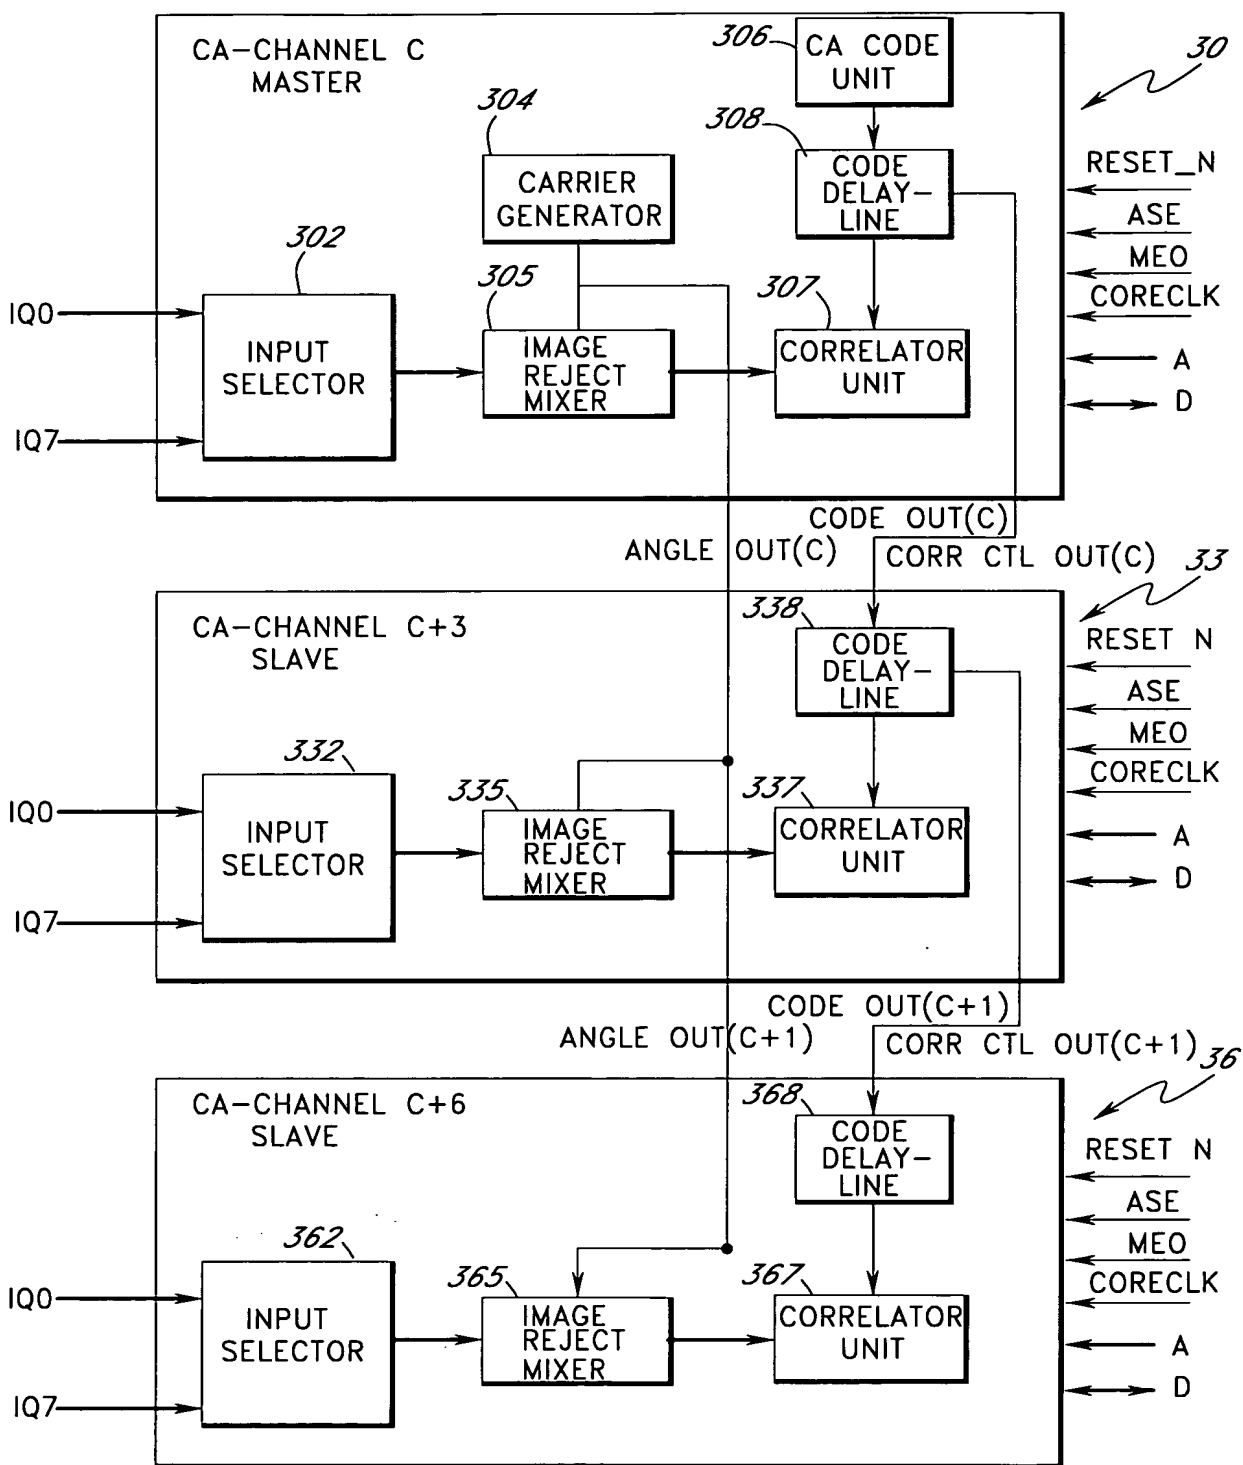 CA-CHANNEL C
MASTER
306
CA CODE
UNIT
30
304
308
CARRIER
GENERATOR
CODE
DELAY-
LINE
RESET_N
ASE
MEO
CORECLK
A
D
302
305
307
IQ0
IQ7
INPUT
SELECTOR
IMAGE
REJECT
MIXER
CORRELATOR
UNIT
CODE OUT(C)
ANGLE OUT(C)
CORR CTL OUT(C)
33
CA-CHANNEL C+3
SLAVE
338
CODE
DELAY-
LINE
RESET N
ASE
MEO
CORECLK
A
D
332
335
337
IQ0
IQ7
INPUT
SELECTOR
IMAGE
REJECT
MIXER
CORRELATOR
UNIT
CODE OUT(C+1)
ANGLE OUT(C+1)
CORR CTL OUT(C+1)
36
CA-CHANNEL C+6
SLAVE
368
CODE
DELAY-
LINE
RESET N
ASE
MEO
CORECLK
A
D
362
365
367
IQ0
IQ7
INPUT
SELECTOR
IMAGE
REJECT
MIXER
CORRELATOR
UNIT